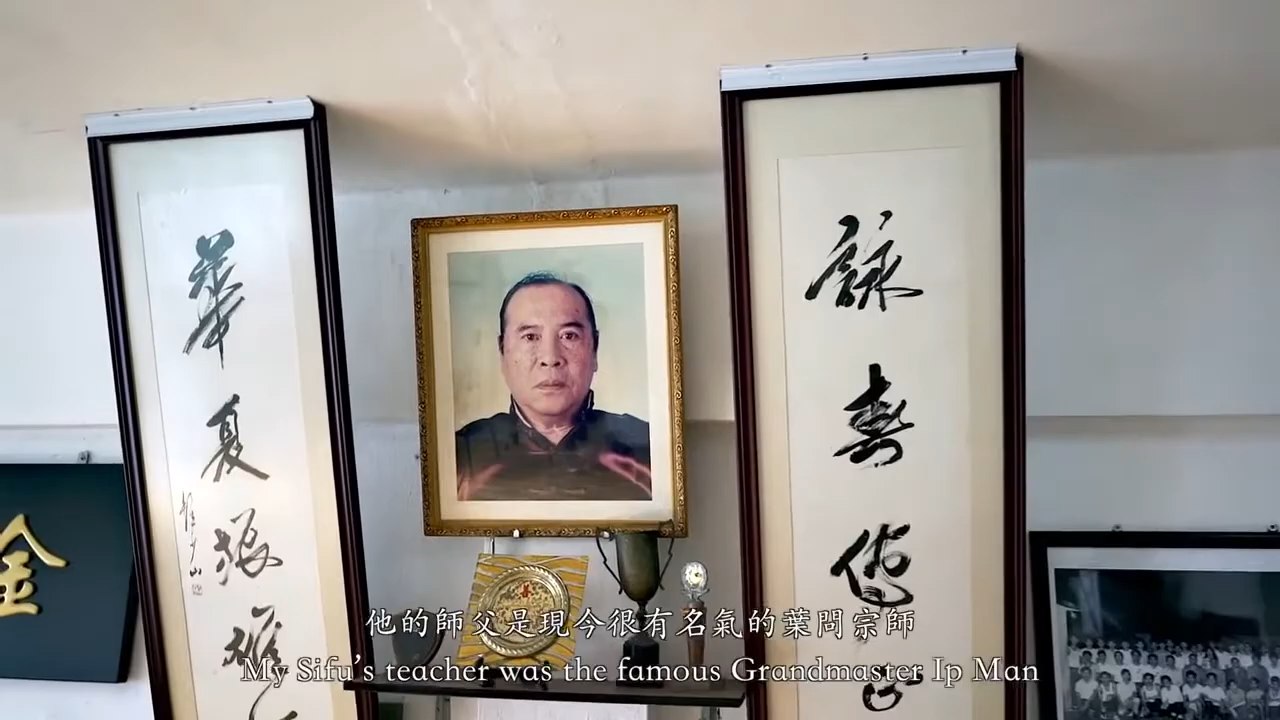 詠春傳
華夏振雄
金
他的師父是現今很有名氣的葉問宗師
My Sifu's teacher was the famous Grandmaster Ip Man